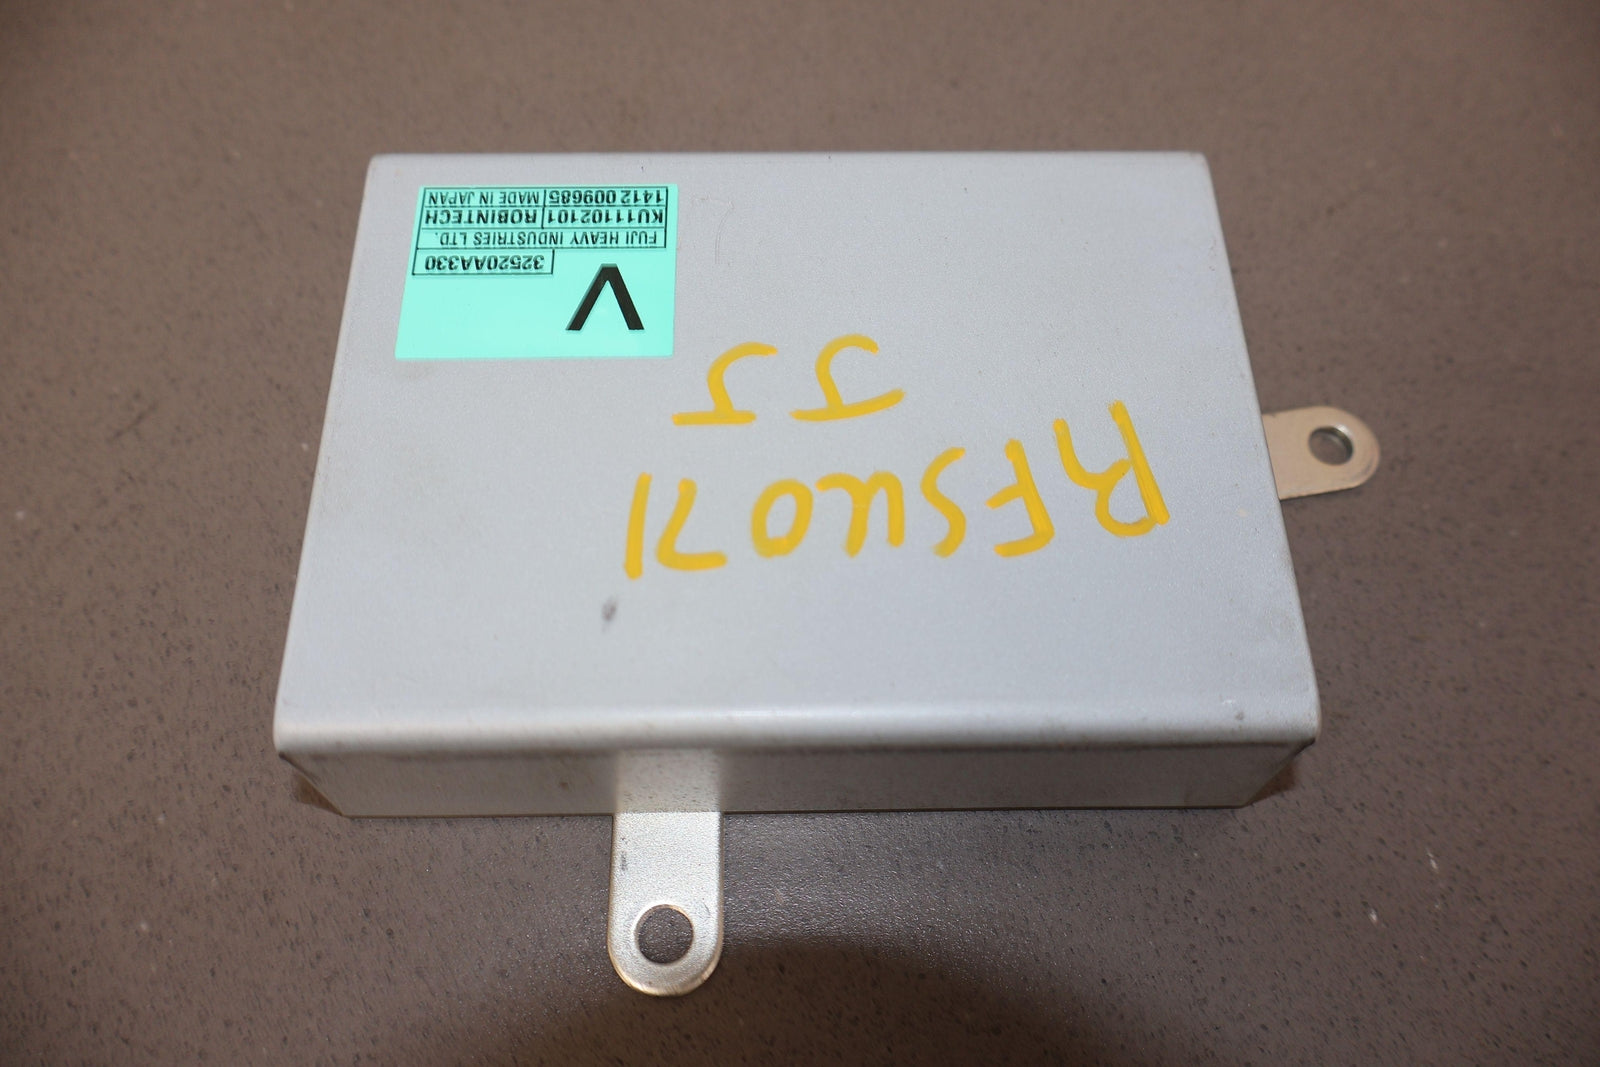 RFSU071
JJ
V
32520AA330
FUJI HEAVY INDUSTRIES LTD.
KU11102101 ROBINTECH
1412 009685 MADE IN JAPAN